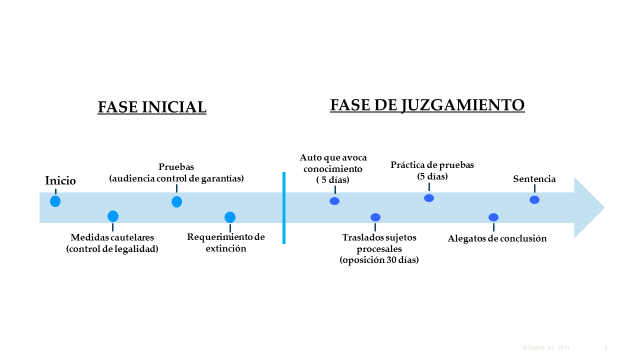 FASE INICIAL
FASE DE JUZGAMIENTO
Inicio
Medidas cautelares
(control de legalidad)
Pruebas
(audiencia control de garantías)
Requerimiento de
extinción
Auto que avoca
conocimiento
( 5 días)
Traslados sujetos
procesales
(oposición 30 días)
Práctica de pruebas
(5 días)
Alegatos de conclusión
Sentencia